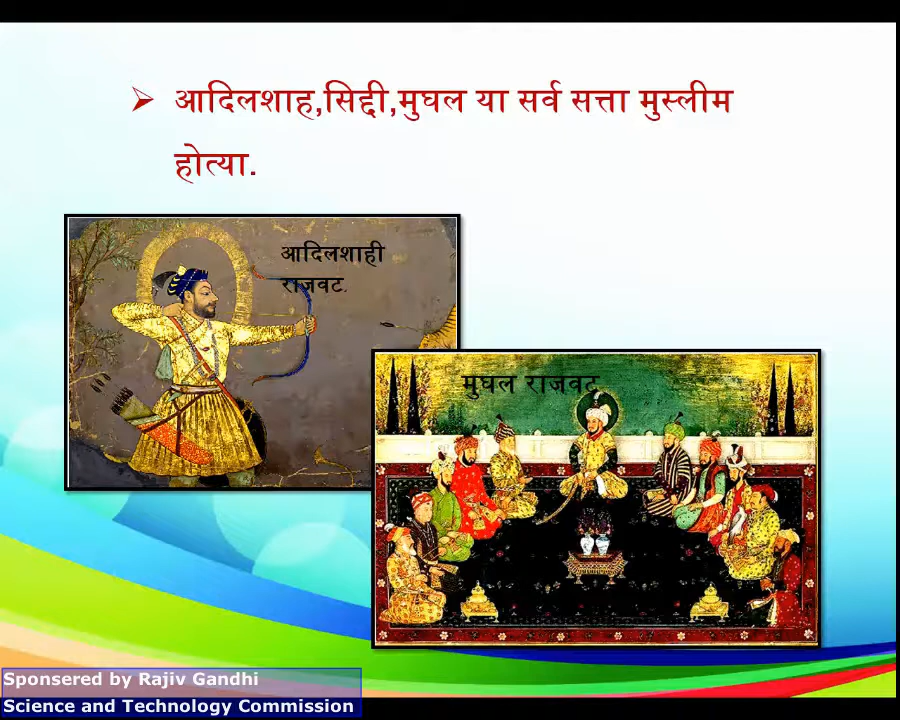 आदिलशाह,सिद्दी,मुघल या सर्व सत्ता मुस्लीम
होत्या.
आदिलशाही
राजवट.
मुघल राजवट
Sponsered by Rajiv Gandhi
Science and Technology Commission